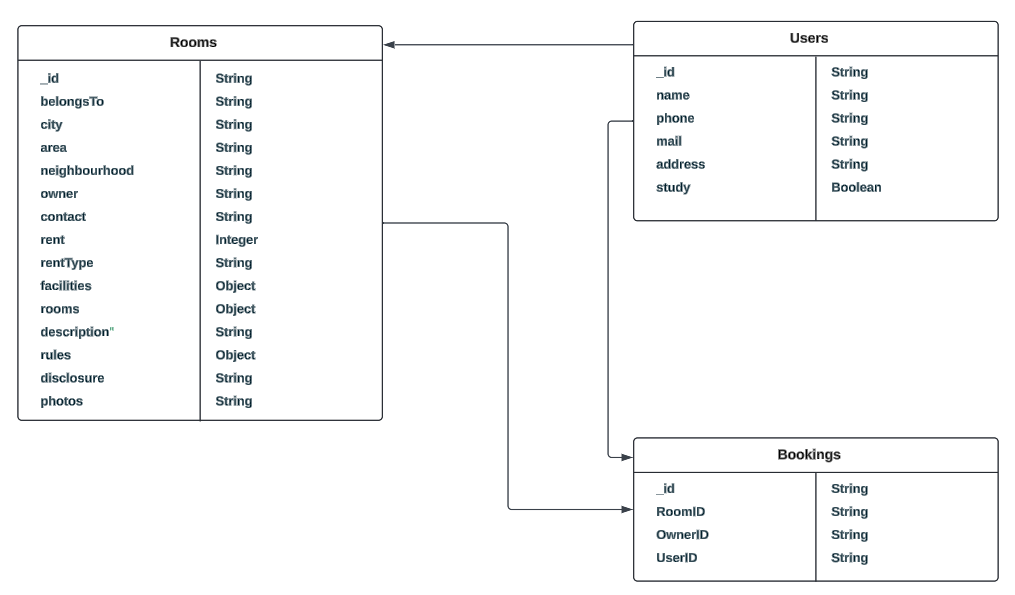 Rooms
_id String
belongsTo String
city String
area String
neighbourhood String
owner String
contact String
rent Integer
rentType String
facilities Object
rooms Object
description" String
rules Object
disclosure String
photos String
Users
_id String
name String
phone String
mail String
address String
study Boolean
Bookings
_id String
RoomID String
OwnerID String
UserID String